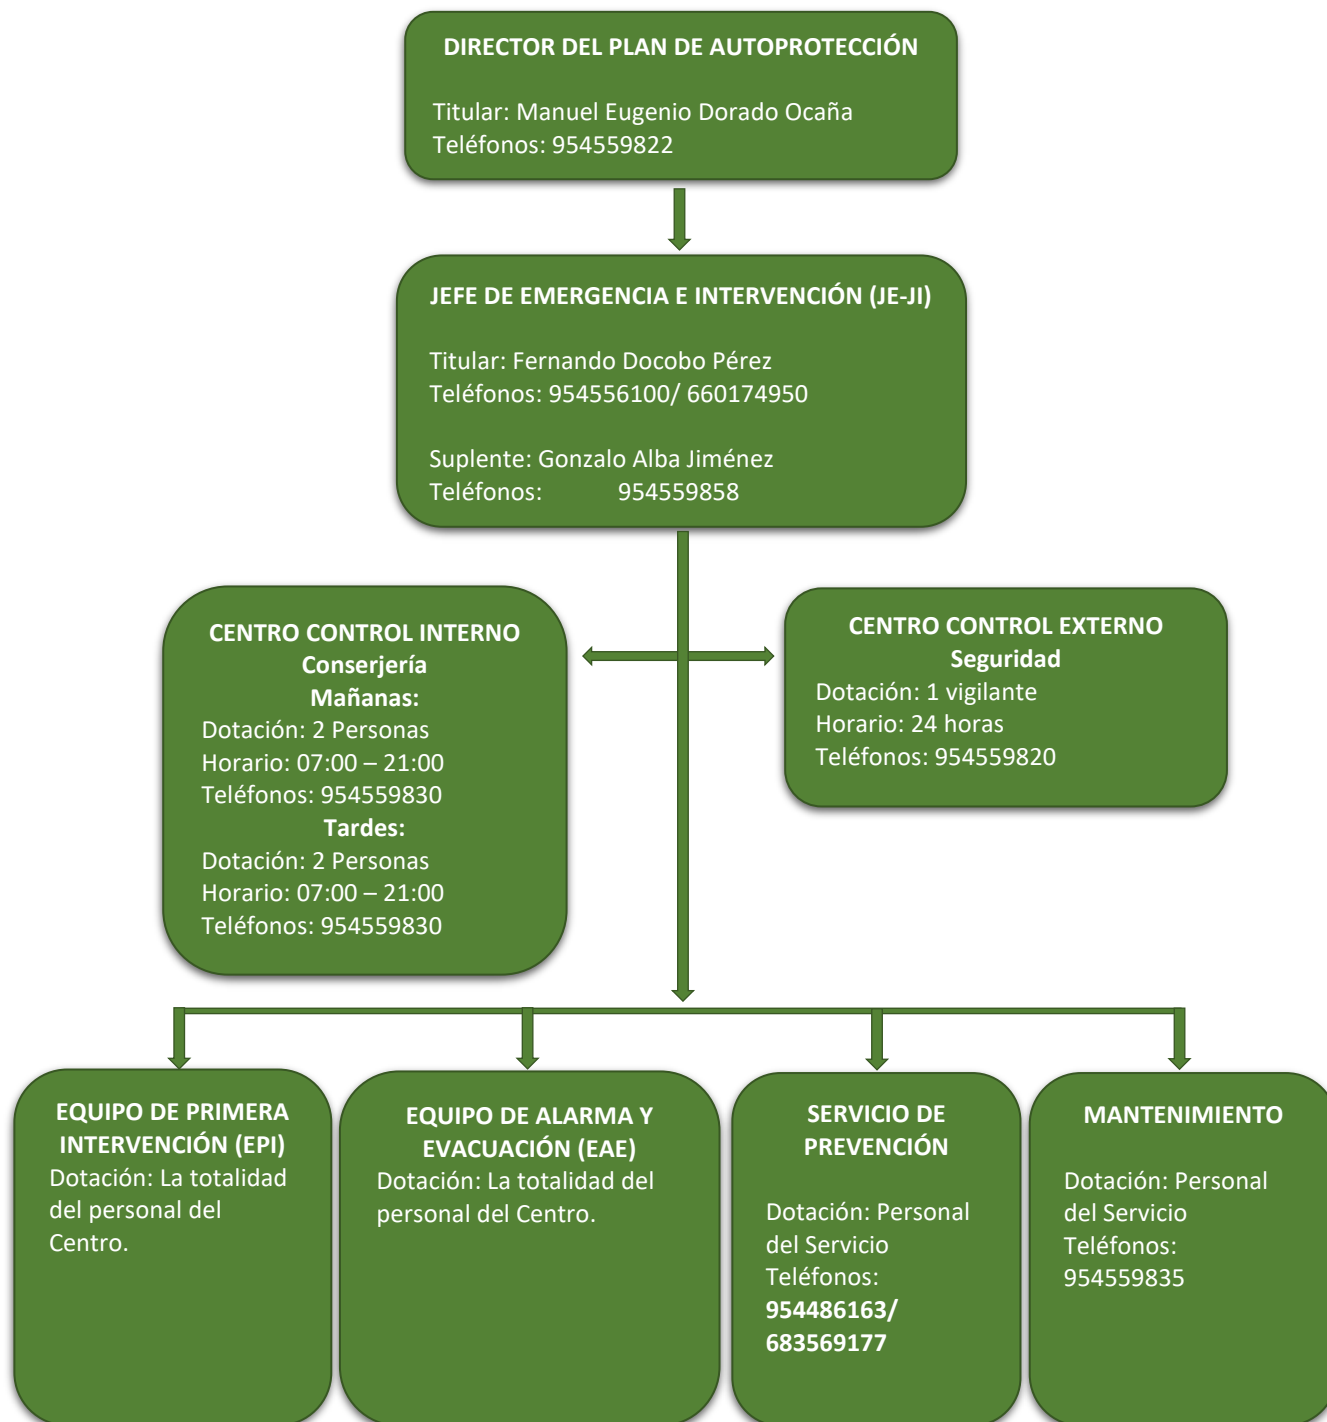 DIRECTOR DEL PLAN DE AUTOPROTECCIÓN
Titular: Manuel Eugenio Dorado Ocaña
Teléfonos: 954559822
JEFE DE EMERGENCIA E INTERVENCIÓN (JE-JI)
Titular: Fernando Docobo Pérez
Teléfonos: 954556100/ 660174950
Suplente: Gonzalo Alba Jiménez
Teléfonos: 954559858
CENTRO CONTROL INTERNO
Conserjería
Mañanas:
Dotación: 2 Personas
Horario: 07:00 – 21:00
Teléfonos: 954559830
Tardes:
Dotación: 2 Personas
Horario: 07:00 – 21:00
Teléfonos: 954559830
CENTRO CONTROL EXTERNO
Seguridad
Dotación: 1 vigilante
Horario: 24 horas
Teléfonos: 954559820
EQUIPO DE PRIMERA
INTERVENCIÓN (EPI)
Dotación: La totalidad
del personal del
Centro.
EQUIPO DE ALARMA Y
EVACUACIÓN (EAE)
Dotación: La totalidad del
personal del Centro.
SERVICIO DE
PREVENCIÓN
Dotación: Personal
del Servicio
Teléfonos:
954486163/
683569177
MANTENIMIENTO
Dotación: Personal
del Servicio
Teléfonos:
954559835